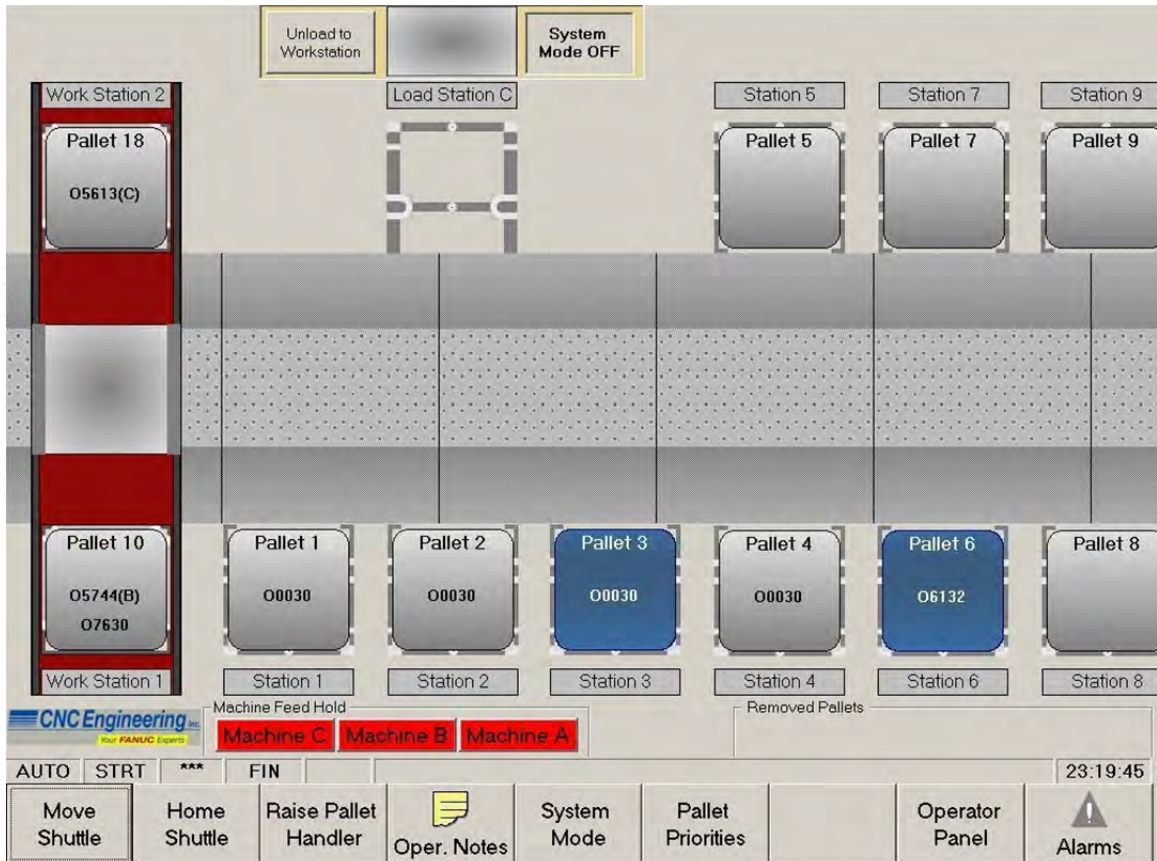 Unload to
Workstation
System
Mode OFF
Work Station 2
Load Station C
Station 5
Station 7
Station 9
Pallet 18
O5613(C)
Pallet 5
Pallet 7
Pallet 9
Pallet 10
O5744(B)
O7630
Pallet 1
O0030
Pallet 2
O0030
Pallet 3
O0030
Pallet 4
O0030
Pallet 6
O6132
Pallet 8
Work Station 1
Station 1
Station 2
Station 3
Station 4
Station 6
Station 8
CNC Engineering Inc.
Your FANUC Experts
Machine Feed Hold
Machine C
Machine B
Machine A
Removed Pallets
AUTO
STRT
***
FIN
23:19:45
Move
Shuttle
Home
Shuttle
Raise Pallet
Handler
Oper. Notes
System
Mode
Pallet
Priorities
Operator
Panel
Alarms